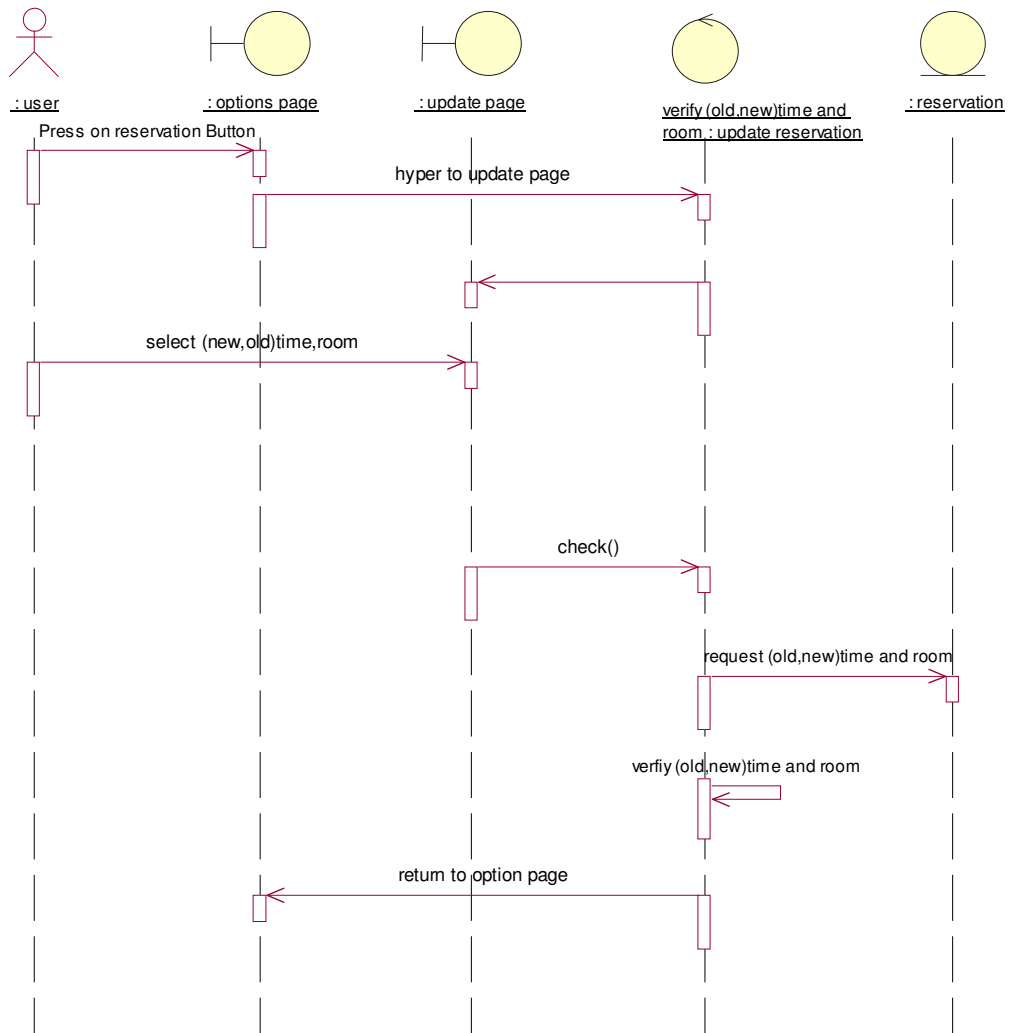 : user
: options page
: update page
verify (old,new)time and
room : update reservation
: reservation
Press on reservation Button
hyper to update page
select (new,old)time,room
check()
request (old,new)time and room
verfiy (old,new)time and room
return to option page